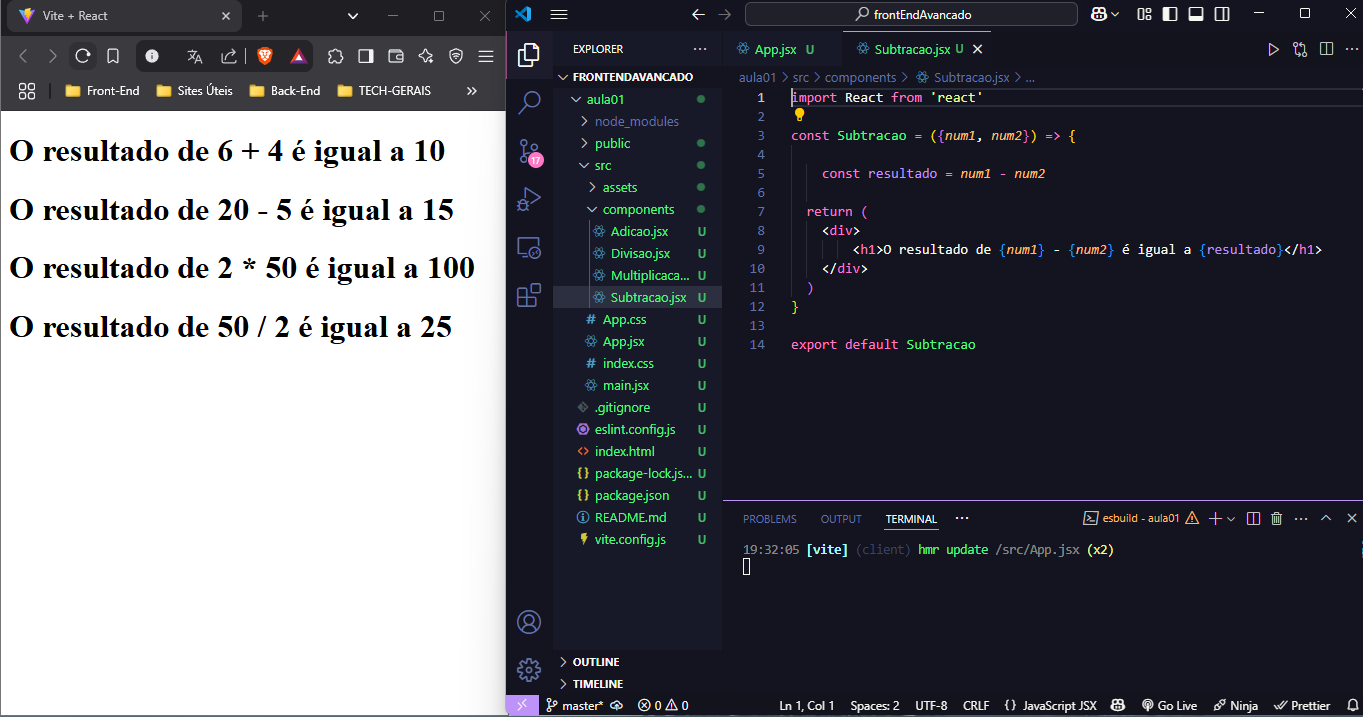 Vite + React
Front-End
Sites Úteis
Back-End
TECH-GERAIS
O resultado de 6 + 4 é igual a 10
O resultado de 20 - 5 é igual a 15
O resultado de 2 * 50 é igual a 100
O resultado de 50 / 2 é igual a 25
frontEndAvancado
EXPLORER
FRONTENDAVANCADO
aula01
node_modules
public
src
assets
components
Adicao.jsx U
Divisao.jsx U
Multiplicaca... U
Subtracao.jsx U
App.css U
App.jsx U
index.css U
main.jsx U
.gitignore U
eslint.config.js U
index.html U
package-lock.js... U
package.json U
README.md U
vite.config.js U
OUTLINE
TIMELINE
17
App.jsx U
Subtracao.jsx U
aula01 > src > components > Subtracao.jsx > ...
1 import React from 'react'
2
3 const Subtracao = ({num1, num2}) => {
4
5 const resultado = num1 - num2
6
7 return (
8 <div>
9 <h1>O resultado de {num1} - {num2} é igual a {resultado}</h1>
10 </div>
11 )
12 }
13
14 export default Subtracao
PROBLEMS OUTPUT TERMINAL ...
esbuild - aula01
19:32:05 [vite] (client) hmr update /src/App.jsx (x2)
master* 0 0 Ln 1, Col 1 Spaces: 2 UTF-8 CRLF {} JavaScript JSX Go Live Ninja Prettier